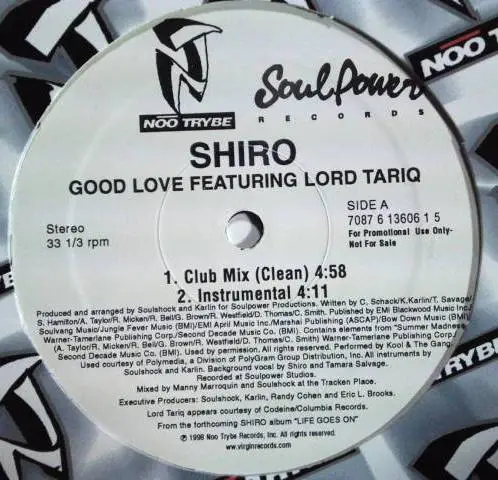 NOO TRYBE
SoulPower
RECORDS
NOO TRYBE
SHIRO
GOOD LOVE FEATURING LORD TARIQ
Stereo
33 1/3 rpm
SIDE A
7087 6 13606 1 5
For Promotional Use Only-
Not For Sale
1. Club Mix (Clean) 4:58
2. Instrumental 4:11
Produced and arranged by Soulshock and Karlin for Soulpower Productions. Written by C. Schack/K.Karlin/T. Savage/
S. Hamilton/A. Taylor/R. Micken/R.Bell/G. Brown/R. Westfield/D. Thomas/C. Smith. Published by EMI Blackwood Music Inc./
Soulvang Music/Jungle Fever Music (BMI)/EMI April Music Inc./Marshai Publishing (ASCAP)/Bow Down Music (BMI)/
Warner-Tamerlane Publishing Corp./Second Decade Music Co. (BMI). Contains elements from "Summer Madness"
(A. Taylor/R. Micken/R. Bell/G. Brown/R. Westfield/D. Thomas/C. Smith) Warner-Tamerlane Publishing Corp./
Second Decade Music Co. (BMI). Used by permission. All rights reserved. Performed by Kool & The Gang.
Used courtesy of Polymedia, a Division of PolyGram Group Distribution, Inc. All instruments by
Soulshock and Karlin. Background vocal by Shiro and Tamara Salvage.
Recorded at Soulpower Studios.
Mixed by Manny Marroquin and Soulshock at the Tracken Place.
Executive Producers: Soulshock, Karlin, Randy Cohen and Eric L. Brooks.
Lord Tariq appears courtesy of Codeine/Columbia Records.
From the forthcoming SHIRO album "LIFE GOES ON"
℗ 1998 Noo Trybe Records, Inc. All rights reserved.
www.virginrecords.com